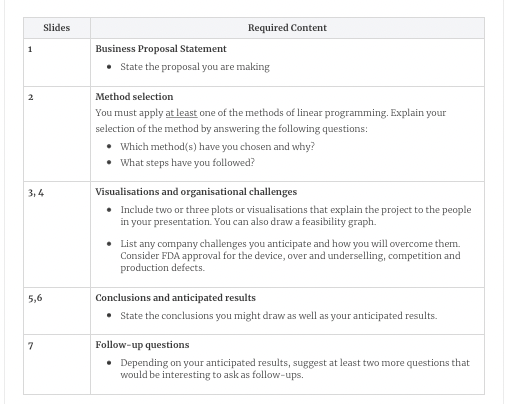 Slides Required Content
1 Business Proposal Statement
• State the proposal you are making
2 Method selection
You must apply at least one of the methods of linear programming. Explain your
selection of the method by answering the following questions:
• Which method(s) have you chosen and why?
• What steps have you followed?
3, 4 Visualisations and organisational challenges
• Include two or three plots or visualisations that explain the project to the people
in your presentation. You can also draw a feasibility graph.
• List any company challenges you anticipate and how you will overcome them.
Consider FDA approval for the device, over and underselling, competition and
production defects.
5,6 Conclusions and anticipated results
• State the conclusions you might draw as well as your anticipated results.
7 Follow-up questions
• Depending on your anticipated results, suggest at least two more questions that
would be interesting to ask as follow-ups.